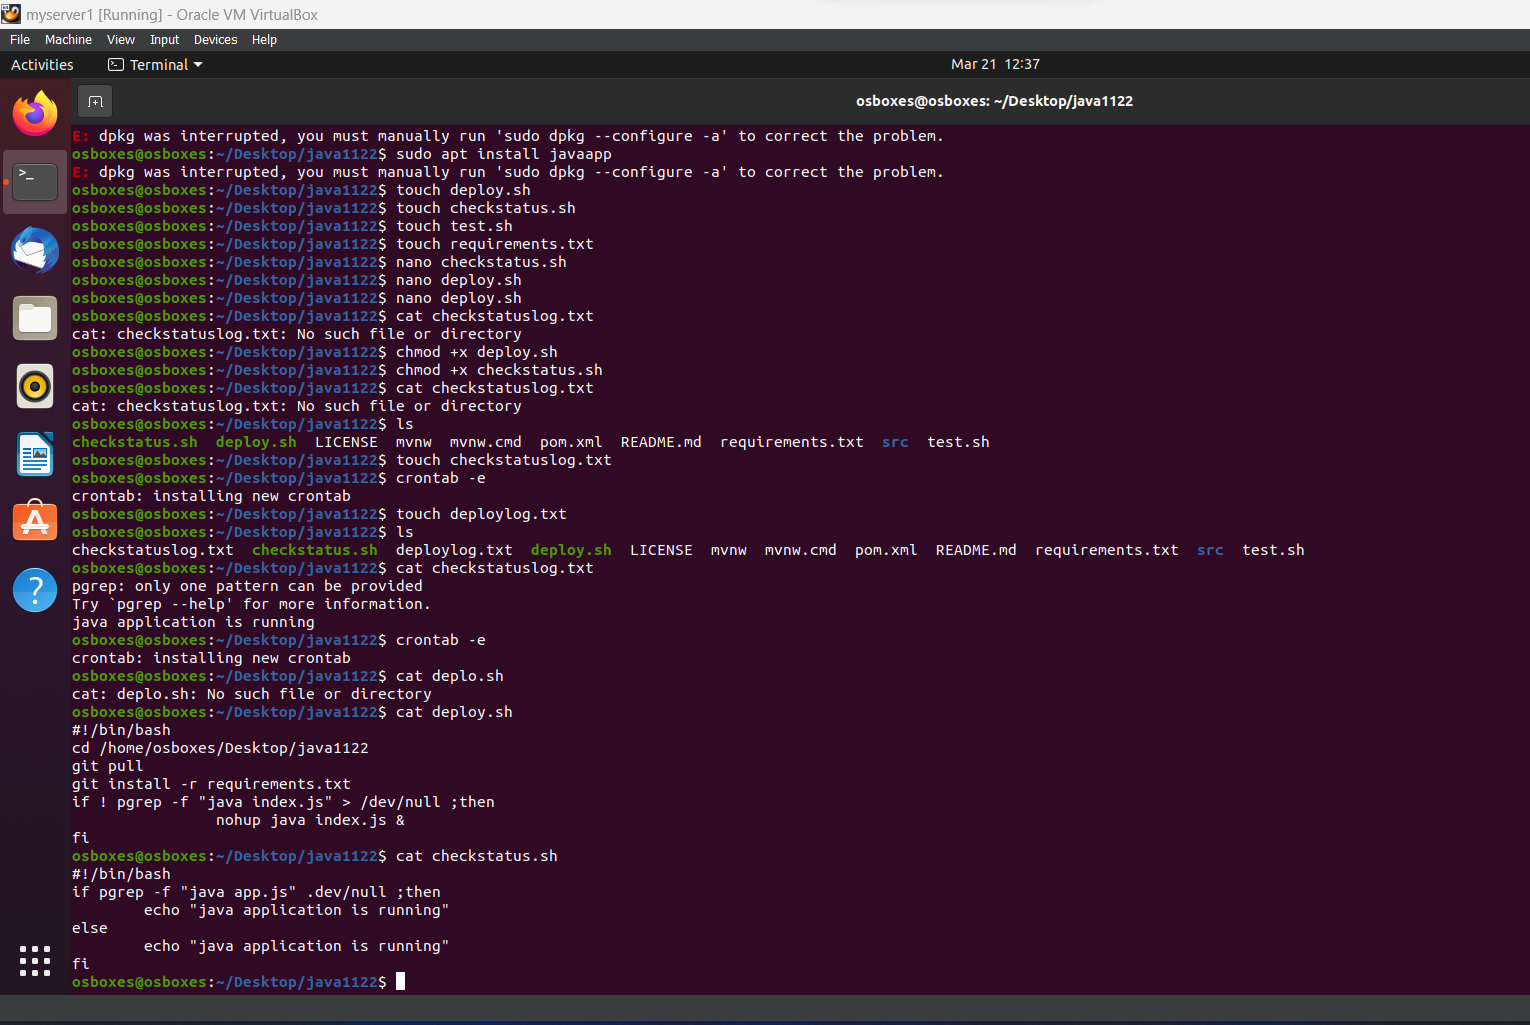 myserver1 [Running] - Oracle VM VirtualBox
File Machine View Input Devices Help
Activities Terminal Mar 21 12:37
osboxes@osboxes: ~/Desktop/java1122
E: dpkg was interrupted, you must manually run 'sudo dpkg --configure -a' to correct the problem.
osboxes@osboxes:~/Desktop/java1122$ sudo apt install javaapp
E: dpkg was interrupted, you must manually run 'sudo dpkg --configure -a' to correct the problem.
osboxes@osboxes:~/Desktop/java1122$ touch deploy.sh
osboxes@osboxes:~/Desktop/java1122$ touch checkstatus.sh
osboxes@osboxes:~/Desktop/java1122$ touch test.sh
osboxes@osboxes:~/Desktop/java1122$ touch requirements.txt
osboxes@osboxes:~/Desktop/java1122$ nano checkstatus.sh
osboxes@osboxes:~/Desktop/java1122$ nano deploy.sh
osboxes@osboxes:~/Desktop/java1122$ nano deploy.sh
osboxes@osboxes:~/Desktop/java1122$ cat checkstatuslog.txt
cat: checkstatuslog.txt: No such file or directory
osboxes@osboxes:~/Desktop/java1122$ chmod +x deploy.sh
osboxes@osboxes:~/Desktop/java1122$ chmod +x checkstatus.sh
osboxes@osboxes:~/Desktop/java1122$ cat checkstatuslog.txt
cat: checkstatuslog.txt: No such file or directory
osboxes@osboxes:~/Desktop/java1122$ ls
checkstatus.sh deploy.sh LICENSE mvnw mvnw.cmd pom.xml README.md requirements.txt src test.sh
osboxes@osboxes:~/Desktop/java1122$ touch checkstatuslog.txt
osboxes@osboxes:~/Desktop/java1122$ crontab -e
crontab: installing new crontab
osboxes@osboxes:~/Desktop/java1122$ touch deploylog.txt
osboxes@osboxes:~/Desktop/java1122$ ls
checkstatuslog.txt checkstatus.sh deploylog.txt deploy.sh LICENSE mvnw mvnw.cmd pom.xml README.md requirements.txt src test.sh
osboxes@osboxes:~/Desktop/java1122$ cat checkstatuslog.txt
pgrep: only one pattern can be provided
Try `pgrep --help' for more information.
java application is running
osboxes@osboxes:~/Desktop/java1122$ crontab -e
crontab: installing new crontab
osboxes@osboxes:~/Desktop/java1122$ cat deplo.sh
cat: deplo.sh: No such file or directory
osboxes@osboxes:~/Desktop/java1122$ cat deploy.sh
#!/bin/bash
cd /home/osboxes/Desktop/java1122
git pull
git install -r requirements.txt
if ! pgrep -f "java index.js" > /dev/null ;then
nohup java index.js &
fi
osboxes@osboxes:~/Desktop/java1122$ cat checkstatus.sh
#!/bin/bash
if pgrep -f "java app.js" .dev/null ;then
echo "java application is running"
else
echo "java application is running"
fi
osboxes@osboxes:~/Desktop/java1122$